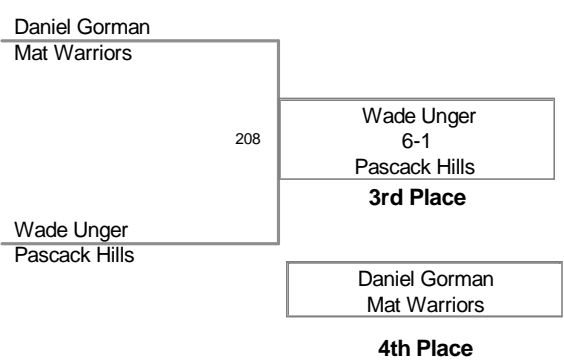 Daniel Gorman
Mat Warriors
208
Wade Unger
6-1
Pascack Hills
3rd Place
Wade Unger
Pascack Hills
Daniel Gorman
Mat Warriors
4th Place